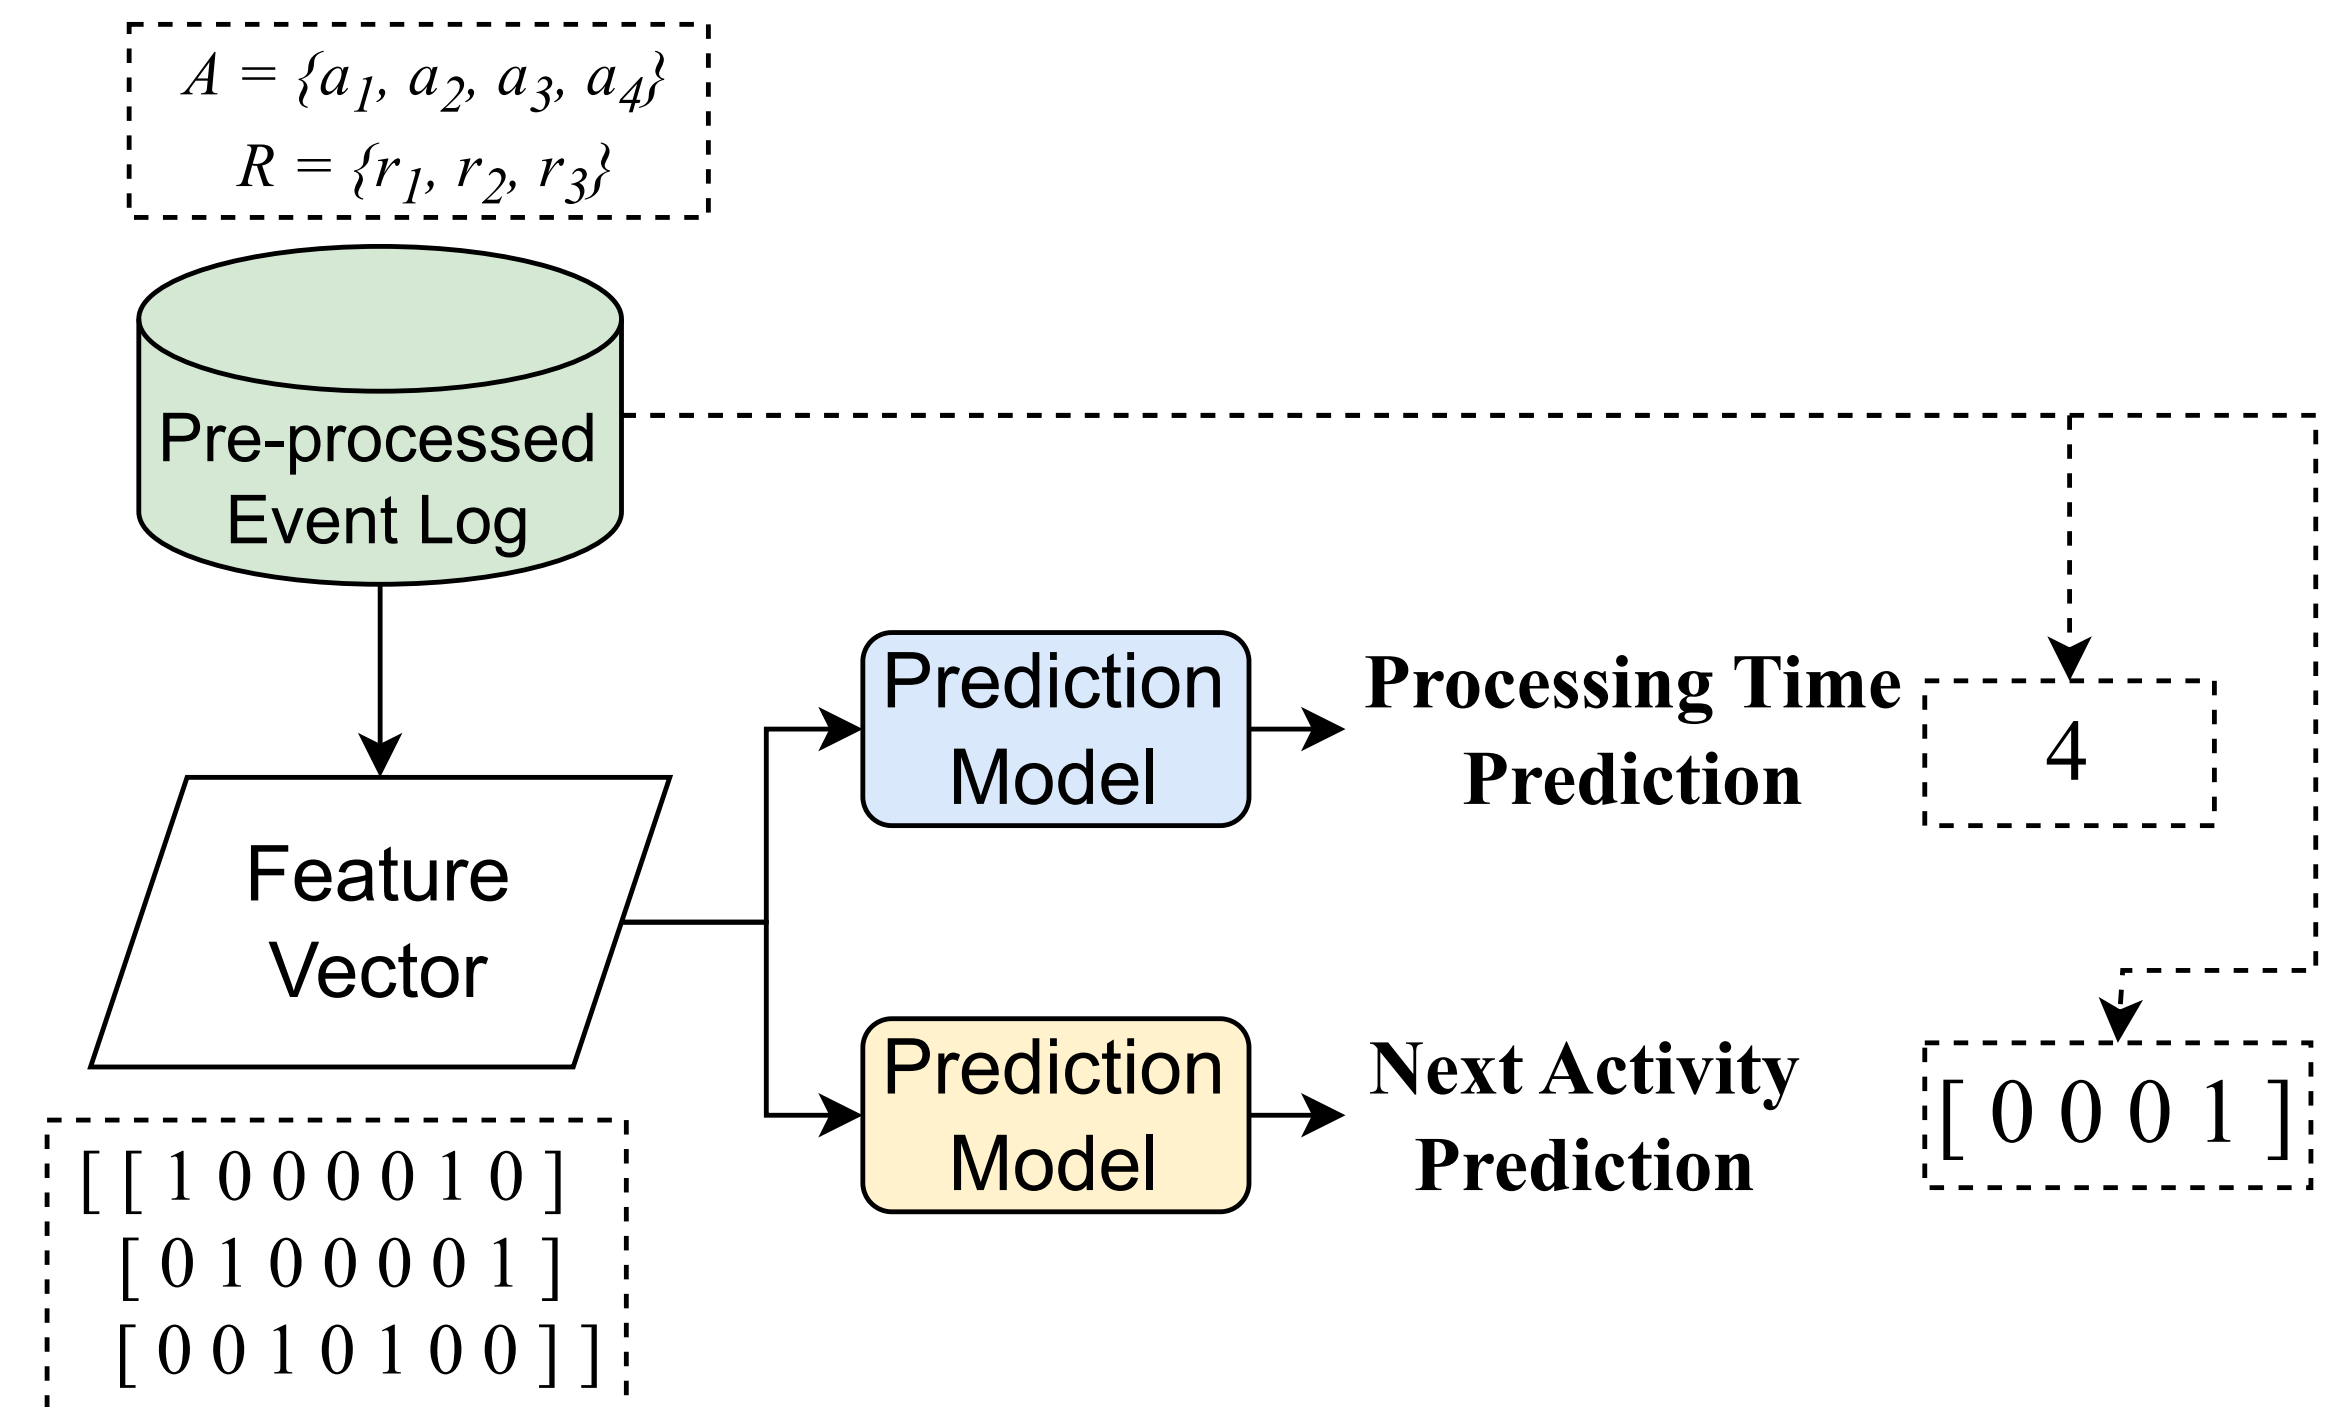 A = {a1, a2, a3, a4}
R = {r1, r2, r3}
Pre-processed
Event Log
Feature
Vector
[ [ 1 0 0 0 0 1 0 ]
[ 0 1 0 0 0 0 1 ]
[ 0 0 1 0 1 0 0 ] ]
Prediction
Model
Processing Time
Prediction
4
Prediction
Model
Next Activity
Prediction
[ 0 0 0 1 ]